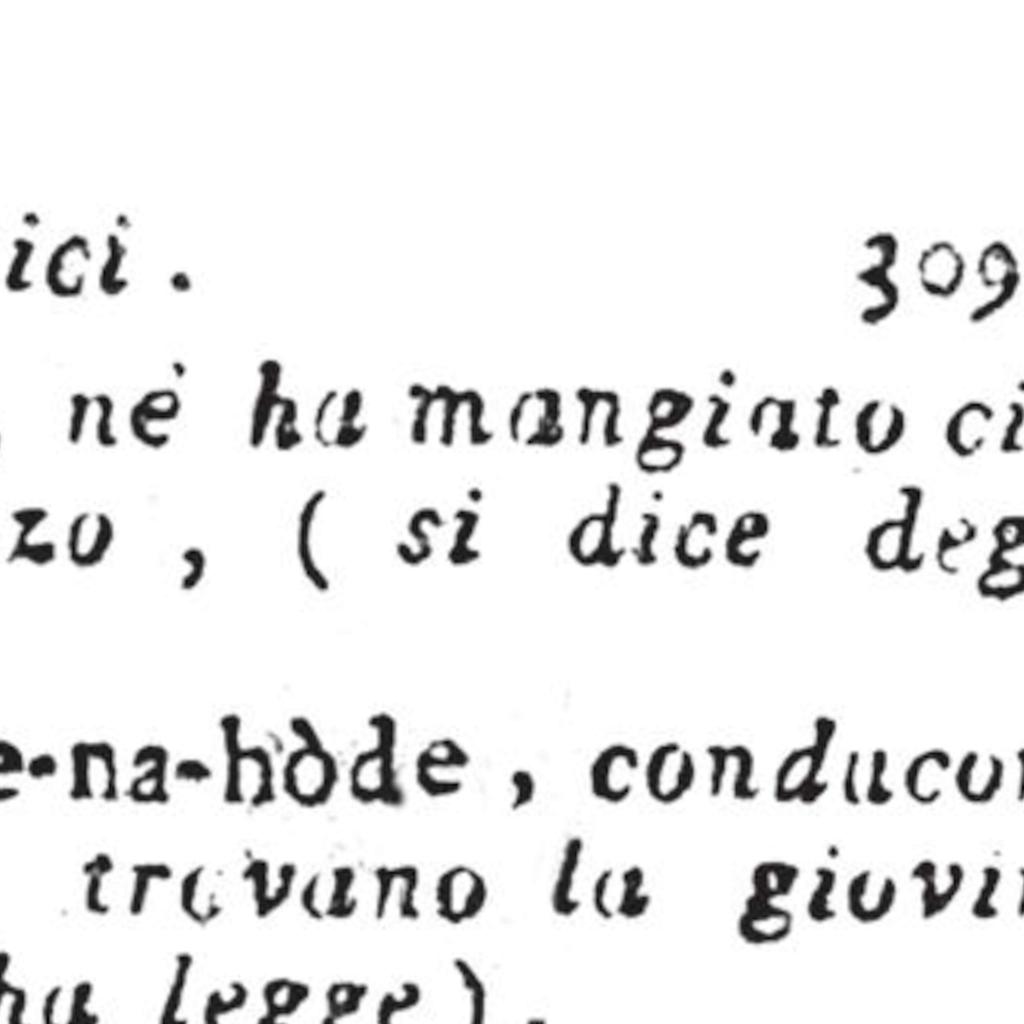 ici . 309
, nè ha mangiato ci
zo , ( si dice deg
e-na-hòde , conducon
trovano la giovin
ha legge ) .